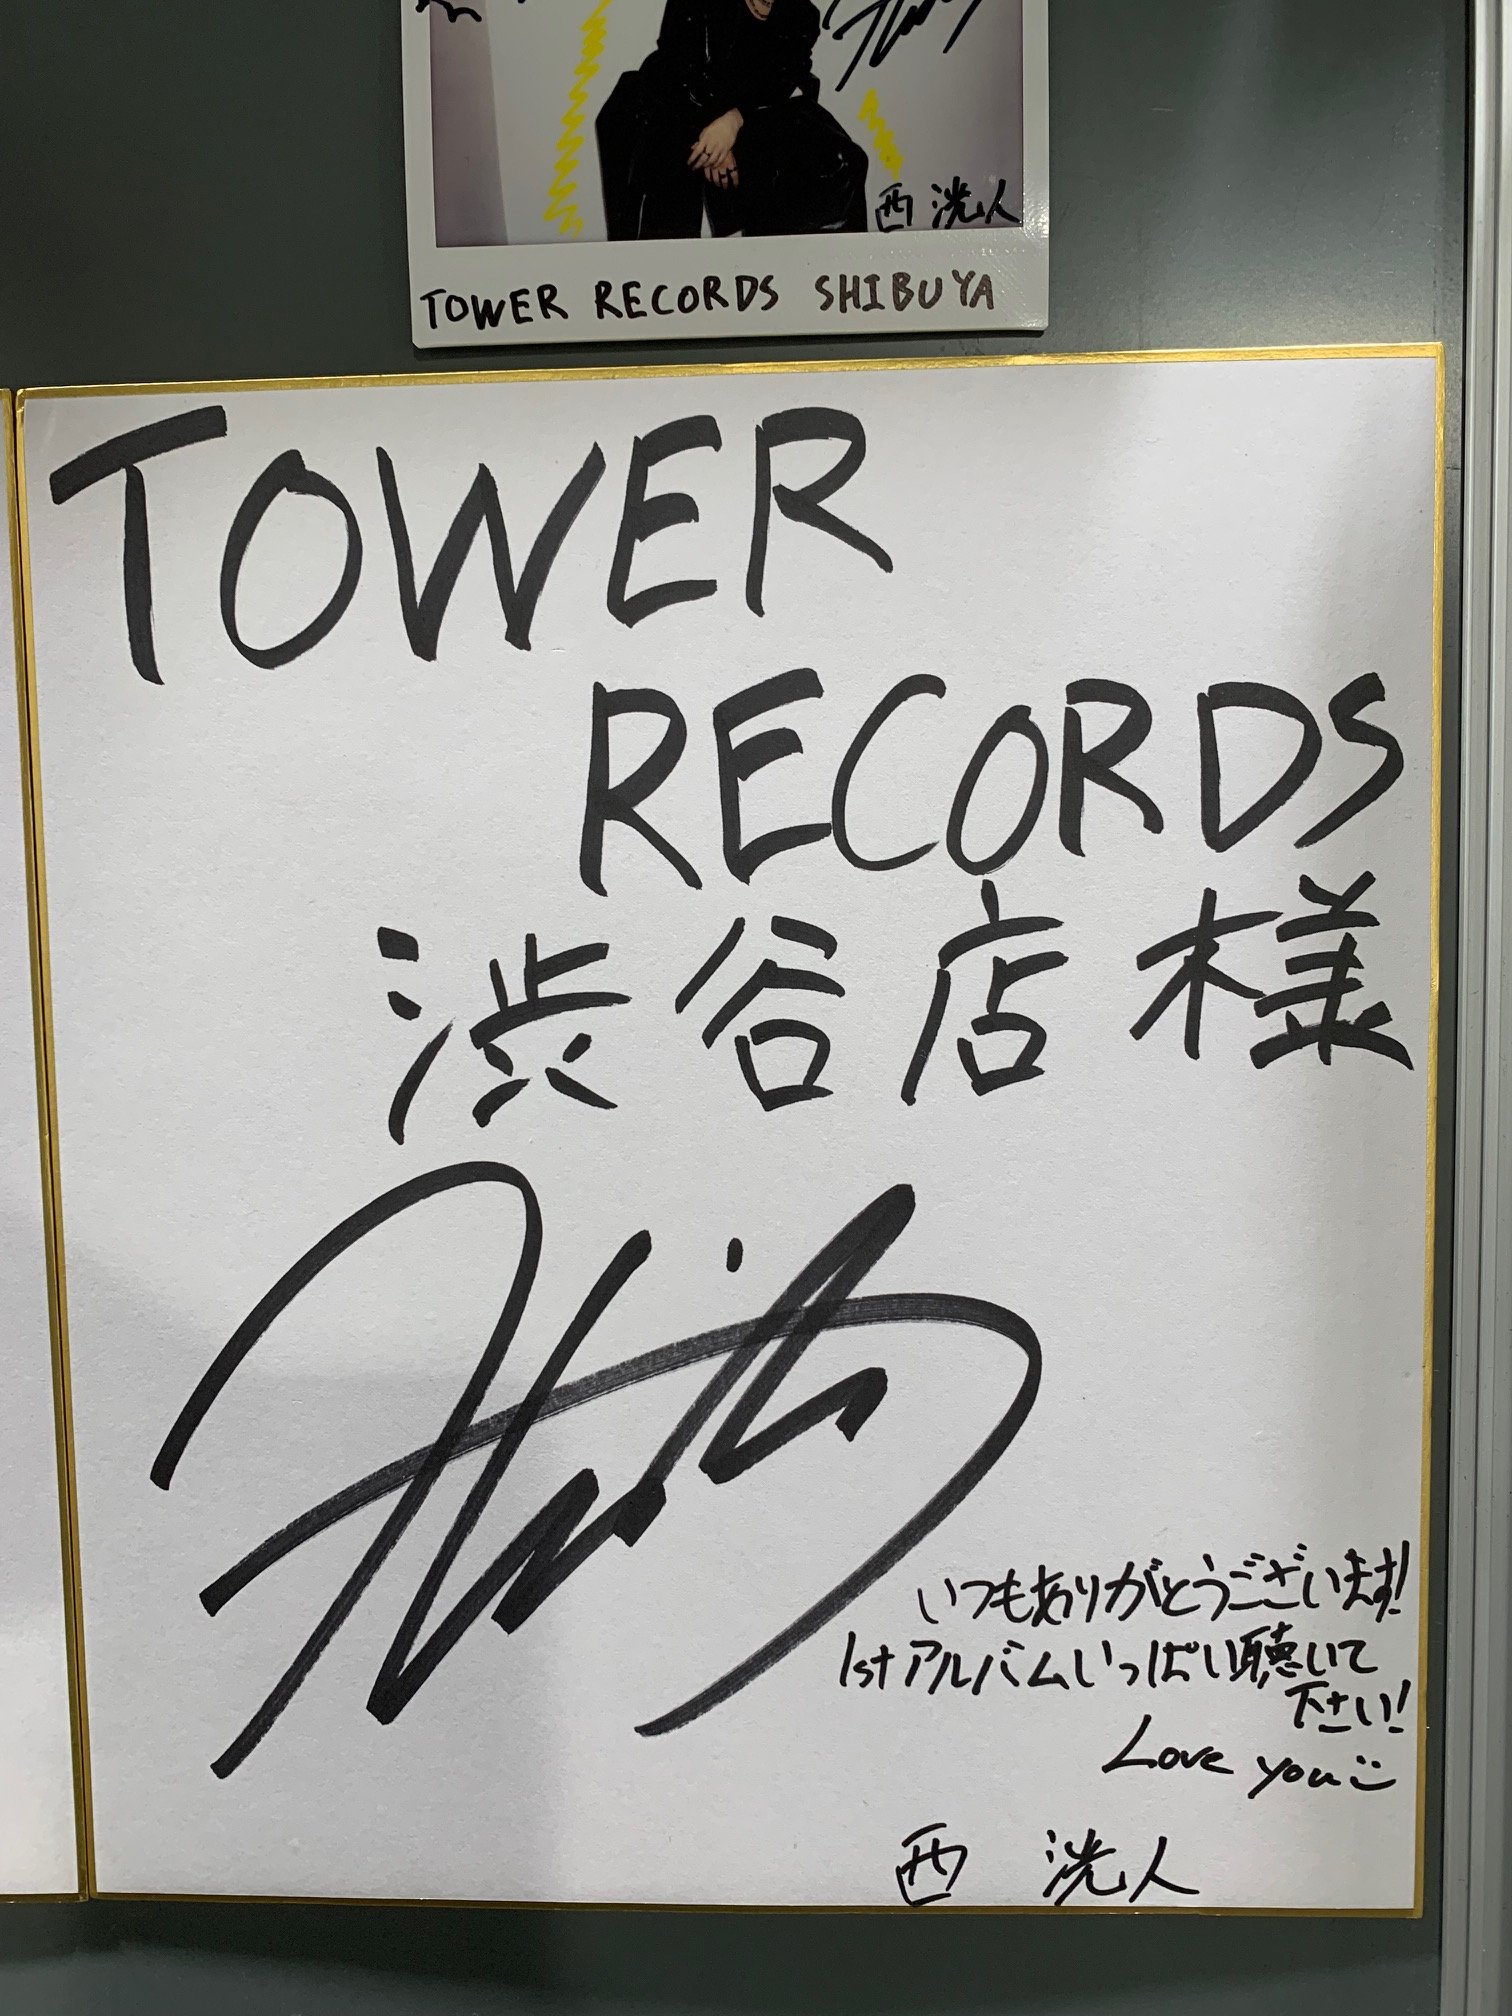 西 洸人
TOWER RECORDS SHIBUYA
TOWER
RECORDS
渋谷店様
いつもありがとうございます!
1stアルバムいっぱい聴いて
下さい!
Love you
西 洸人